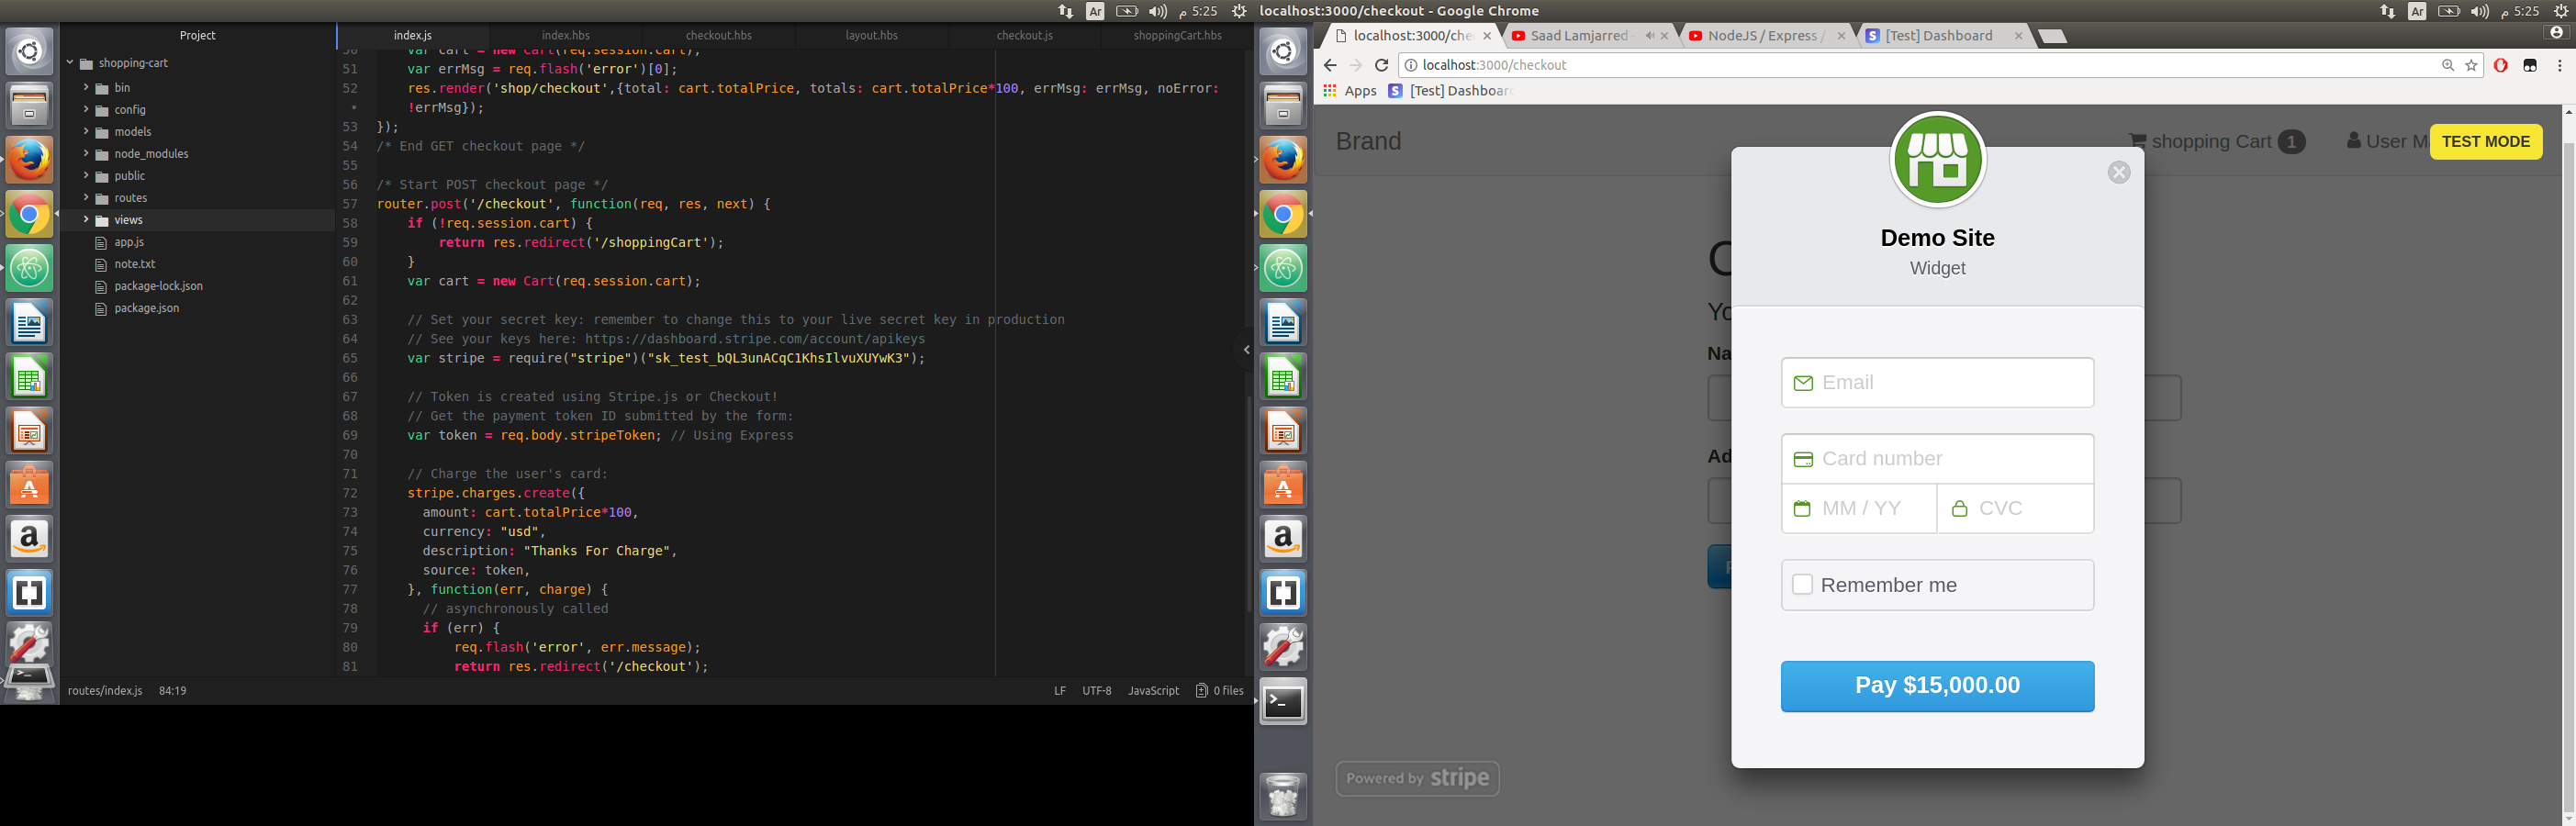 Ar
م 5:25
Project
shopping-cart
bin
config
models
node_modules
public
routes
views
app.js
note.txt
package-lock.json
package.json
index.js
index.hbs
checkout.hbs
layout.hbs
checkout.js
shoppingCart.hbs
50 var cart = new Cart(req.session.cart);
51 var errMsg = req.flash('error')[0];
52 res.render('shop/checkout',{total: cart.totalPrice, totals: cart.totalPrice*100, errMsg: errMsg, noError:
• !errMsg});
53 });
54 /* End GET checkout page */
55
56 /* Start POST checkout page */
57 router.post('/checkout', function(req, res, next) {
58 if (!req.session.cart) {
59 return res.redirect('/shoppingCart');
60 }
61 var cart = new Cart(req.session.cart);
62
63 // Set your secret key: remember to change this to your live secret key in production
64 // See your keys here: https://dashboard.stripe.com/account/apikeys
65 var stripe = require("stripe")("sk_test_bQL3unACqC1KhsIlvuXUYwK3");
66
67 // Token is created using Stripe.js or Checkout!
68 // Get the payment token ID submitted by the form:
69 var token = req.body.stripeToken; // Using Express
70
71 // Charge the user's card:
72 stripe.charges.create({
73 amount: cart.totalPrice*100,
74 currency: "usd",
75 description: "Thanks For Charge",
76 source: token,
77 }, function(err, charge) {
78 // asynchronously called
79 if (err) {
80 req.flash('error', err.message);
81 return res.redirect('/checkout');
routes/index.js 84:19
LF UTF-8 JavaScript 0 files
localhost:3000/checkout - Google Chrome
Ar
م 5:25
localhost:3000/che
Saad Lamjarred
NodeJS / Express /
[Test] Dashboard
localhost:3000/checkout
Apps [Test] Dashboar
Brand
shopping Cart 1
User M
TEST MODE
Demo Site
Widget
C
Yo
Na
Email
Ad
Card number
MM / YY
CVC
Remember me
Pay $15,000.00
Powered by stripe